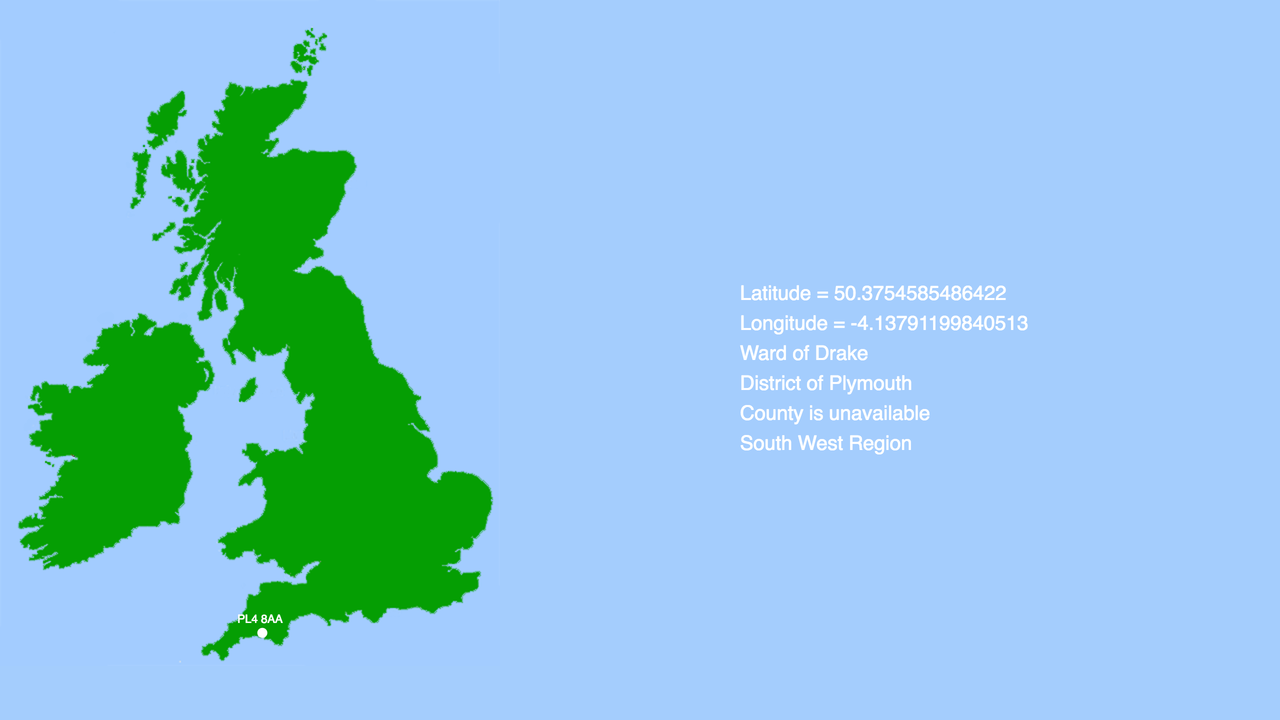 Latitude = 50.3754585486422
Longitude = -4.13791199840513
Ward of Drake
District of Plymouth
County is unavailable
South West Region
PL4 8AA